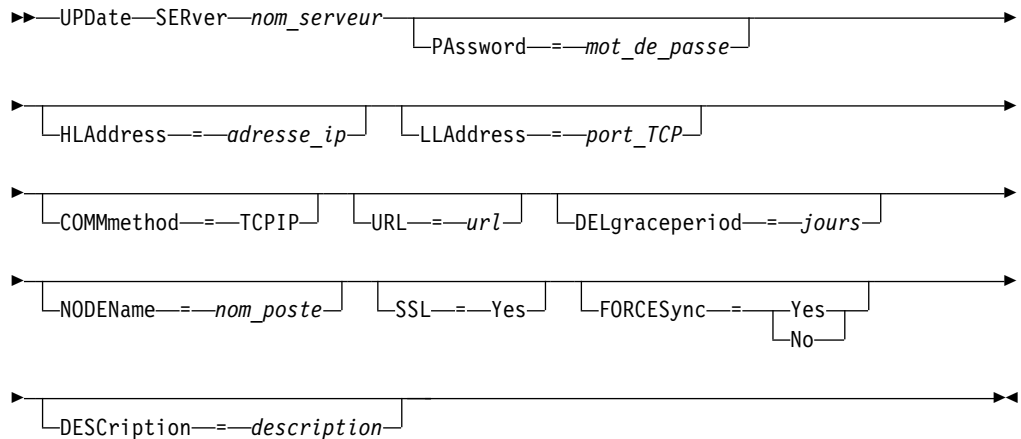 UPDate SERver nom_serveur
PAssword = mot_de_passe
HLAddress = adresse_ip LLAddress = port_TCP
COMMmethod = TCPIP URL = url DELgraceperiod = jours
NODEName = nom_poste SSL = Yes FORCESync = Yes
No
DESCription = description